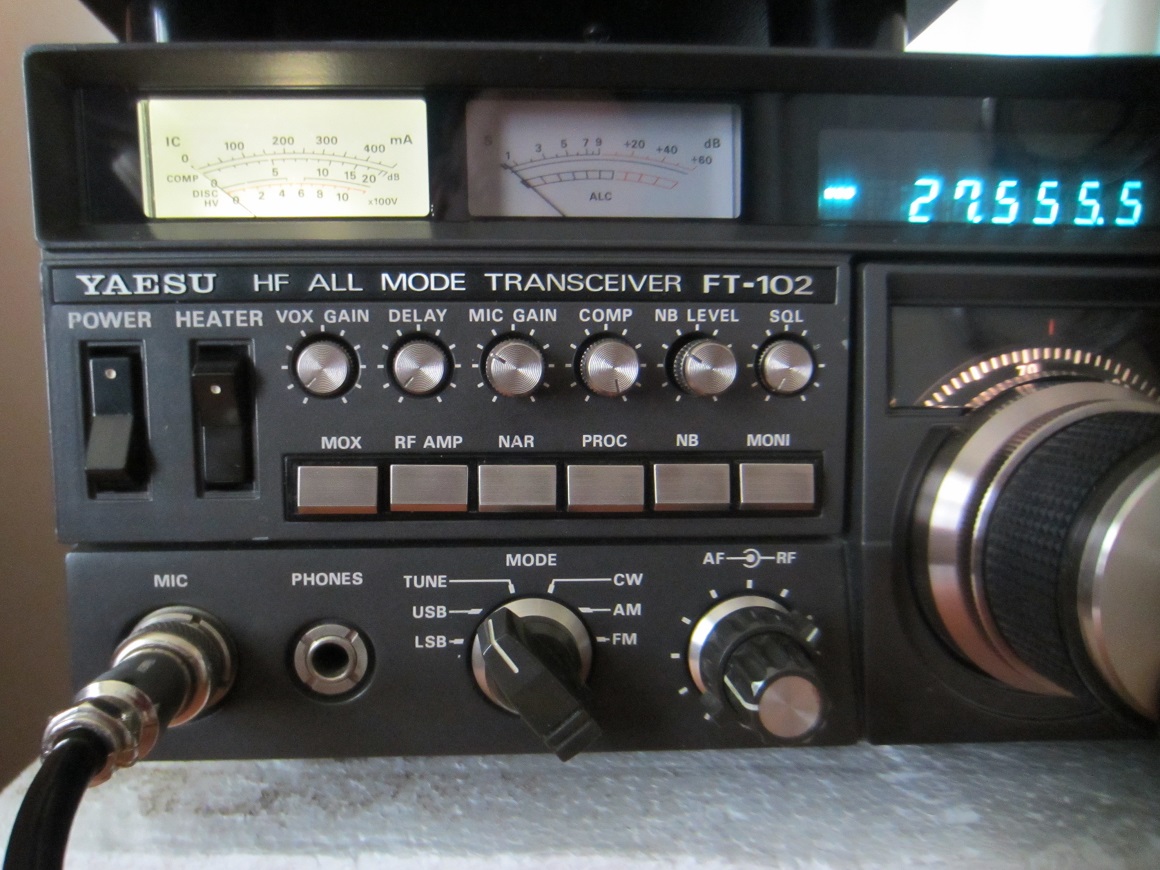 IC 100 200 300 400 mA
0
COMP 0 5 10 15 20 dB
DISC
HV 0 2 4 6 8 10 x100V
S 1 3 5 7 9 +20 +40 +60 dB
ALC
27.555.5
YAESU HF ALL MODE TRANSCEIVER FT-102
POWER HEATER VOX GAIN DELAY MIC GAIN COMP NB LEVEL SQL
70
MOX RF AMP NAR PROC NB MONI
MIC PHONES MODE AF RF
TUNE CW
USB AM
LSB FM